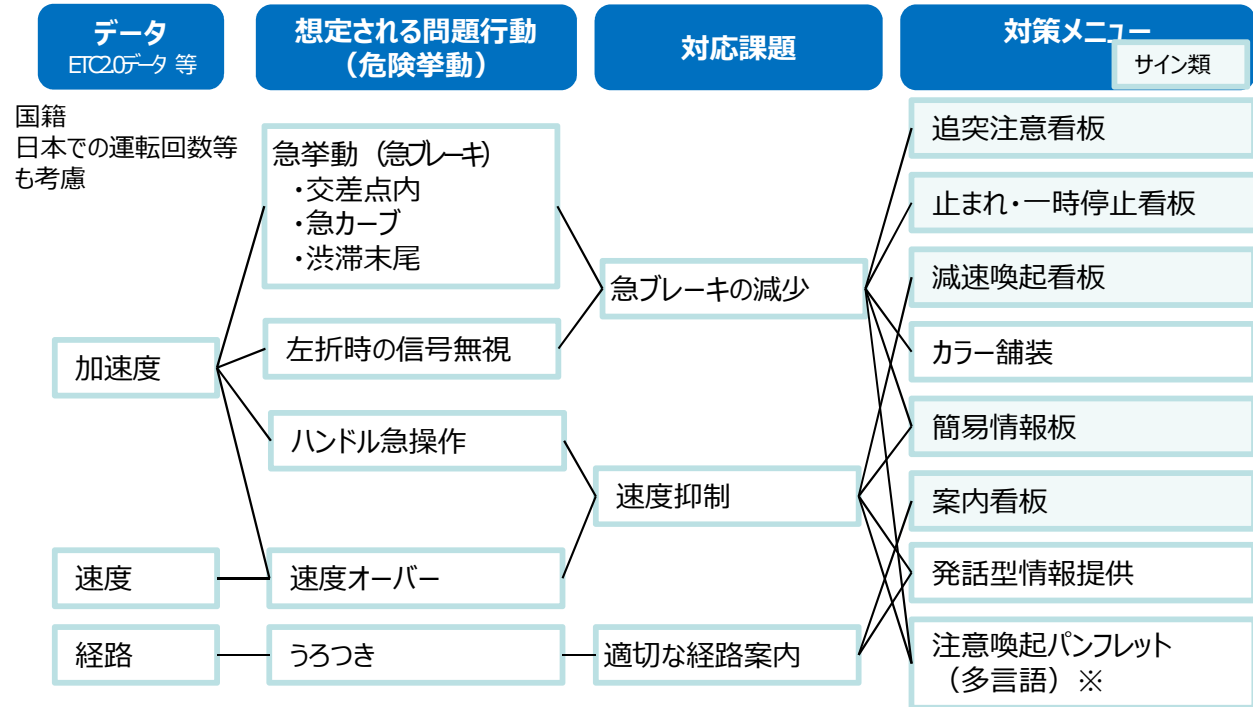 データ
ETC2.0データ 等
想定される問題行動
（危険挙動）
対応課題
対策メニュー
サイン類
国籍
日本での運転回数等
も考慮
急挙動（急ブレーキ）
・交差点内
・急カーブ
・渋滞末尾
左折時の信号無視
ハンドル急操作
速度オーバー
うろつき
加速度
速度
経路
急ブレーキの減少
速度抑制
適切な経路案内
追突注意看板
止まれ・一時停止看板
減速喚起看板
カラー舗装
簡易情報板
案内看板
発話型情報提供
注意喚起パンフレット
（多言語）※